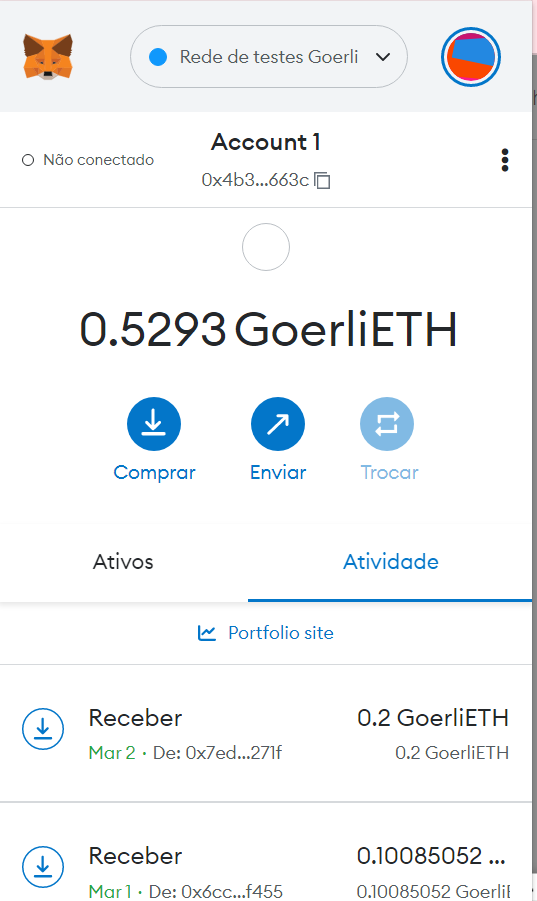 Rede de testes Goerli
Account 1
Não conectado
0x4b3...663c
0.5293 GoerliETH
Comprar
Enviar
Trocar
Ativos
Atividade
Portfolio site
Receber
0.2 GoerliETH
Mar 2 · De: 0x7ed...271f
0.2 GoerliETH
Receber
0.10085052 ...
Mar 1 · De: 0x6cc...f455
0.10085052 Goerli